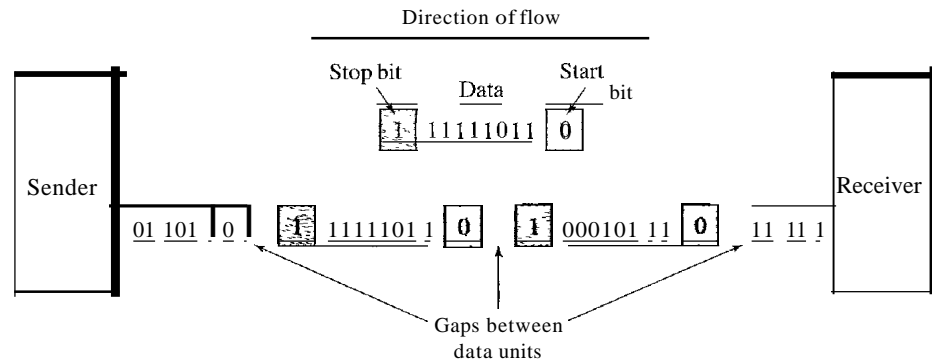 Direction of flow
Stop bit Data Start bit
1 11111011 0
Sender
Receiver
01 101 0 1 1111101 1 0 1 000101 11 0 11 11 1
Gaps between
data units